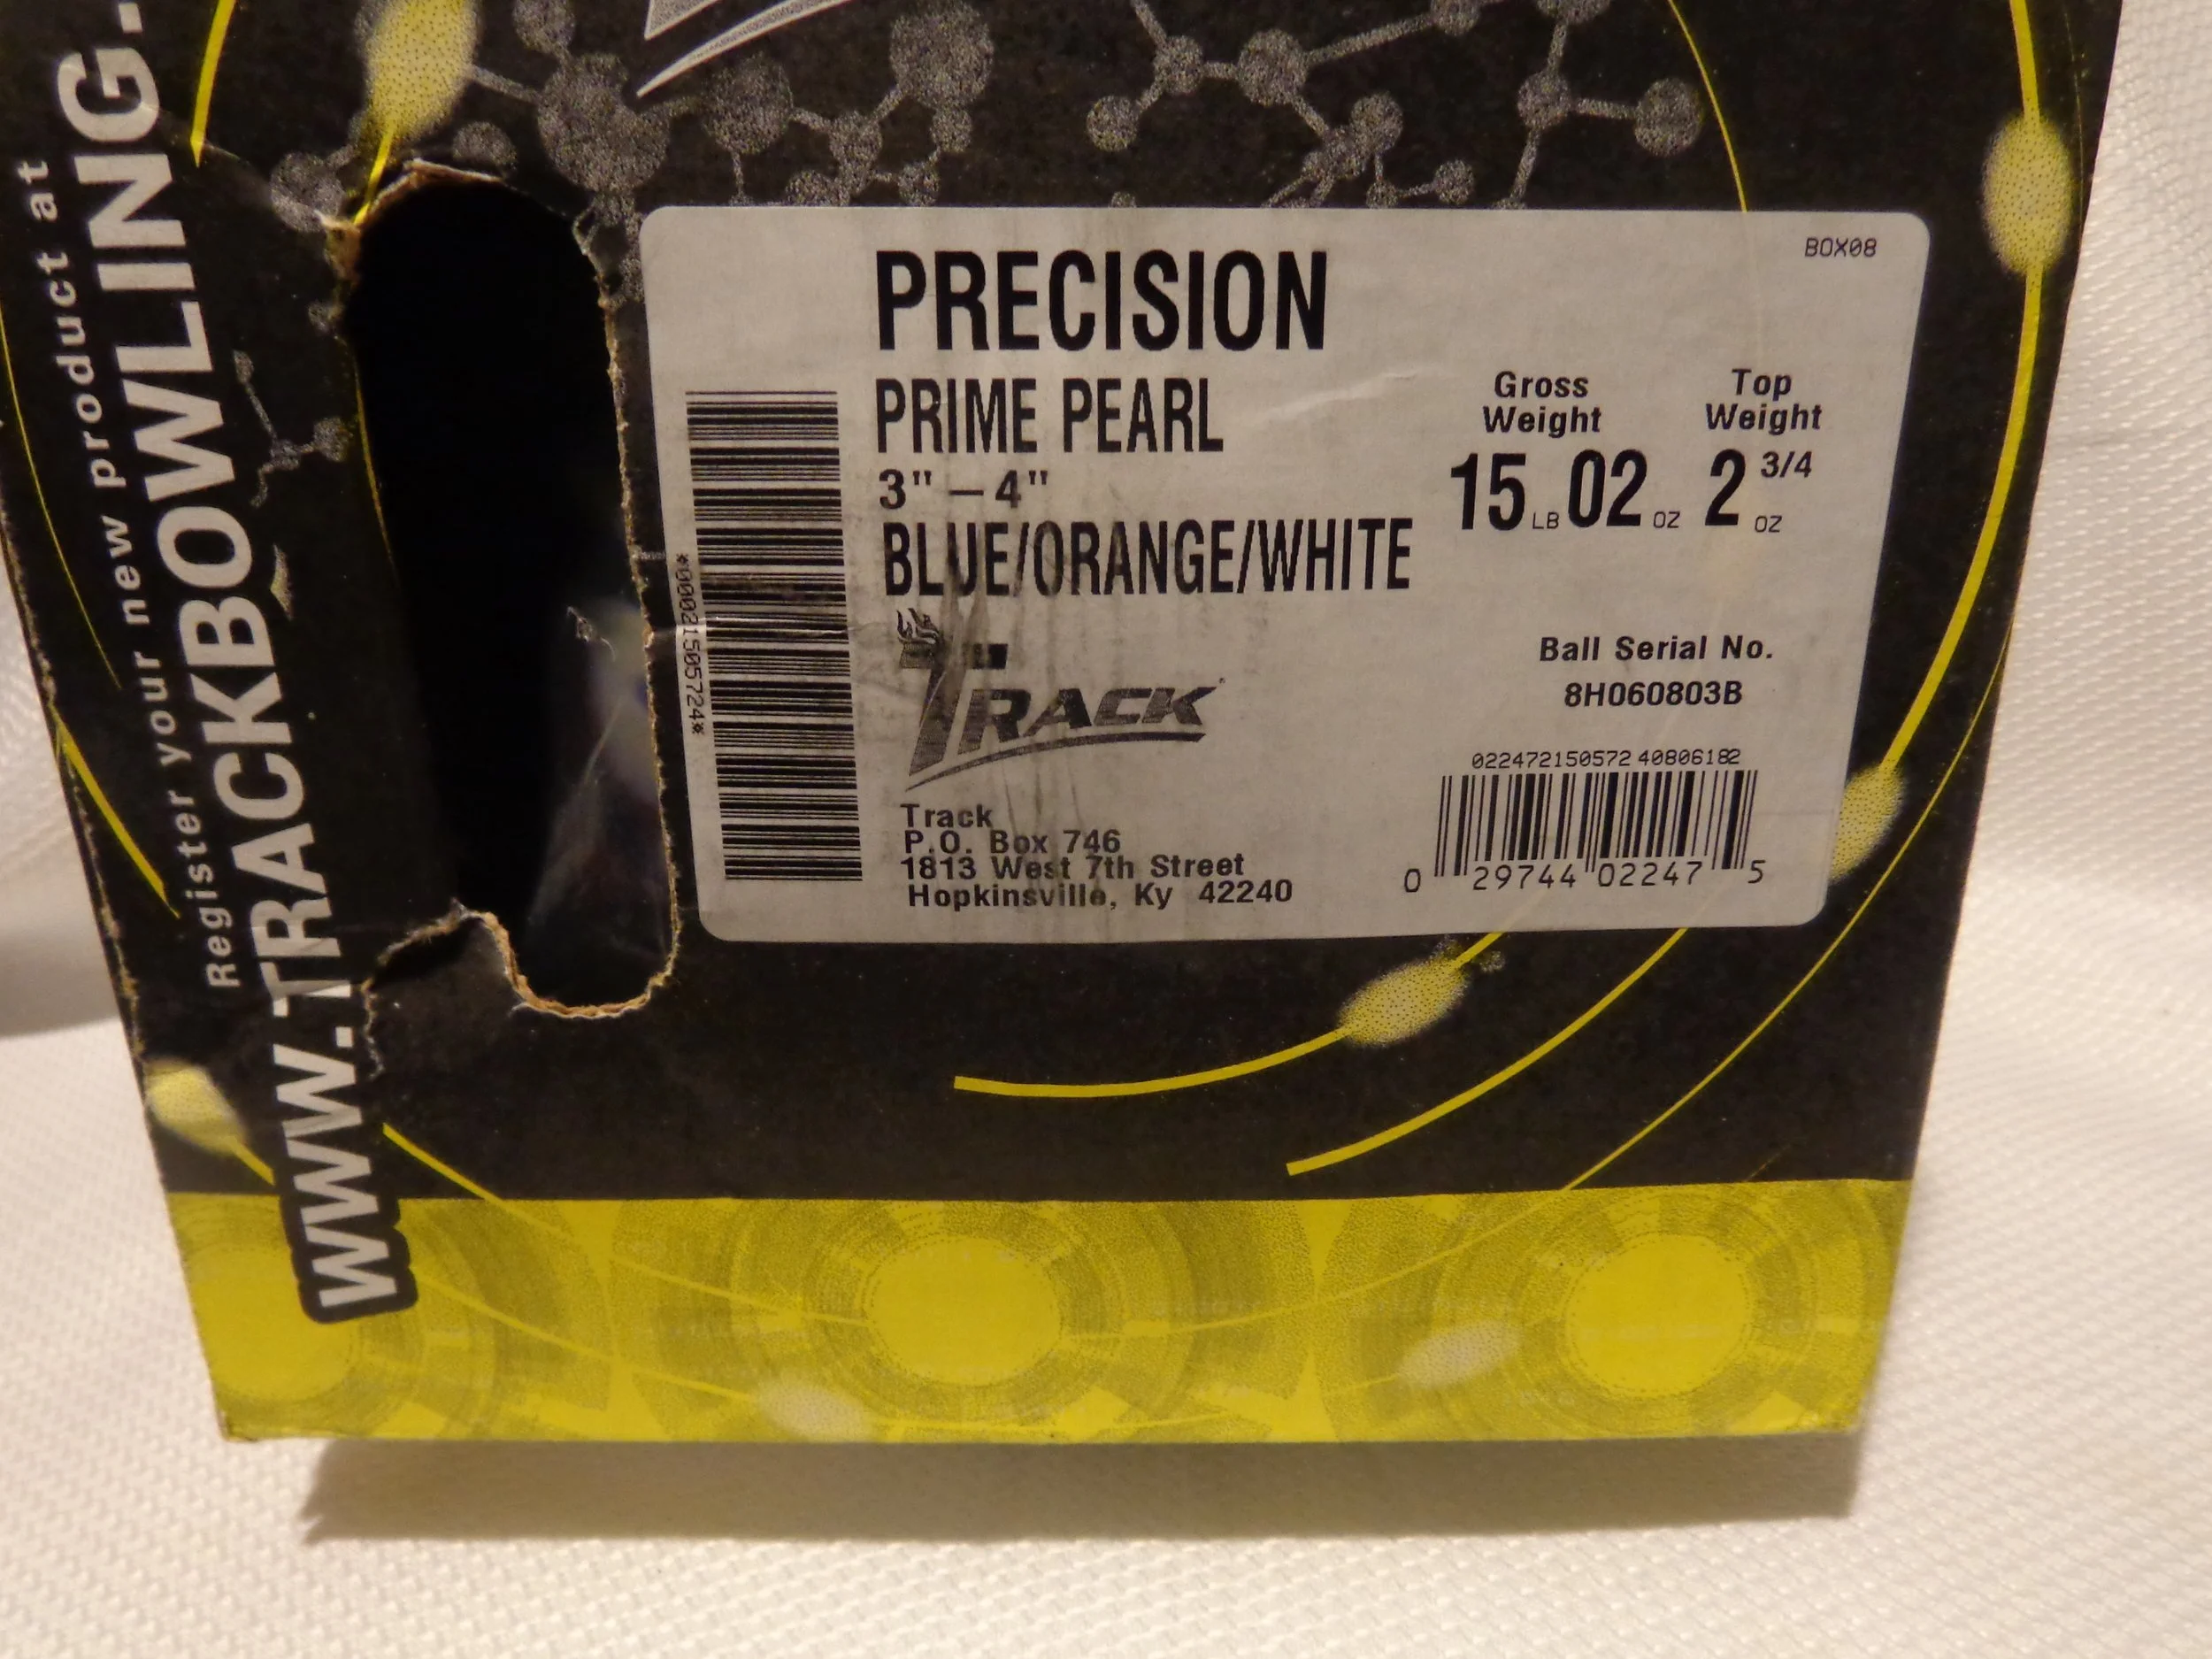 Register your new product at
WWW.TRACKBOWLING.
BOX08
PRECISION
PRIME PEARL
3" – 4"
BLUE/ORANGE/WHITE
Gross
Weight
15 LB 02 OZ
Top
Weight
2 3/4 OZ
*000215057 24*
TRACK
Ball Serial No.
8H060803B
022472150572 40806182
0 29744 02247 5
Track
P.O. Box 746
1813 West 7th Street
Hopkinsville, Ky 42240